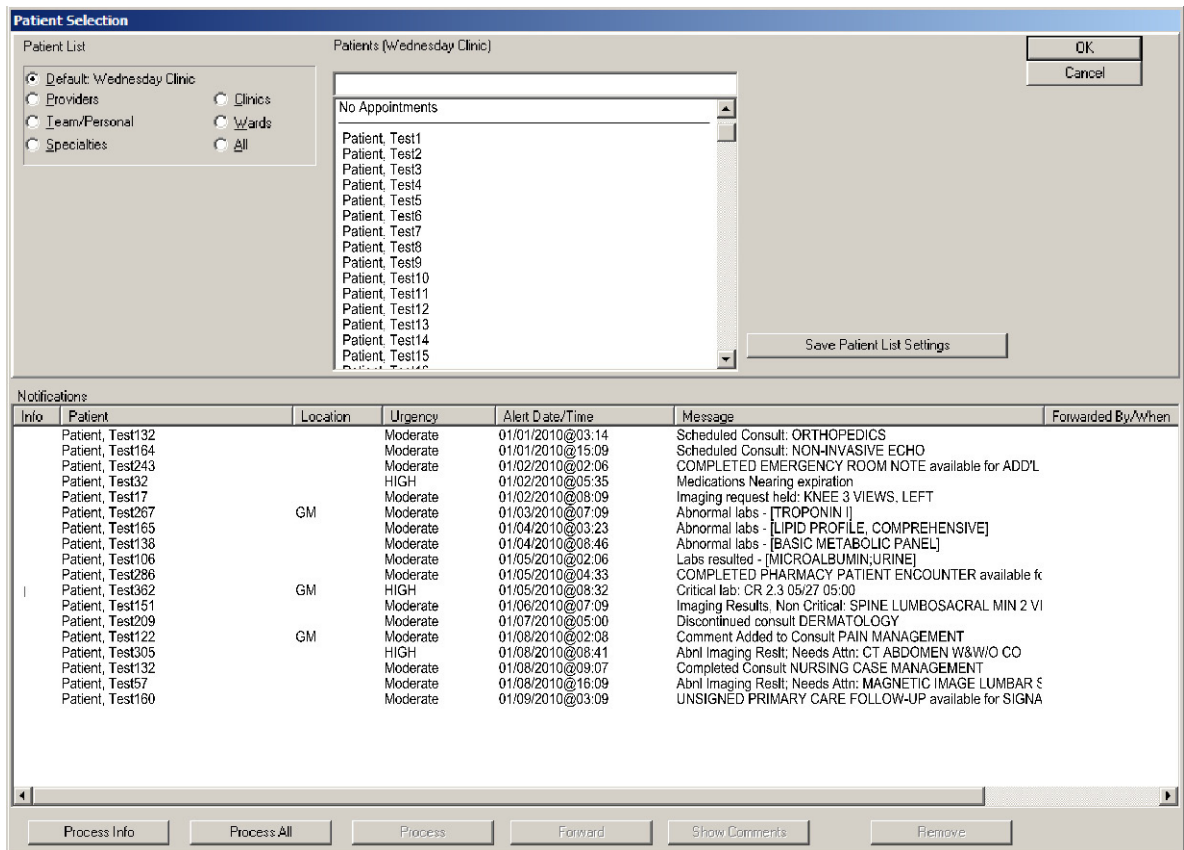 Patient Selection
Patient List
Default: Wednesday Clinic
Providers
Clinics
Team/Personal
Wards
Specialties
All
Patients (Wednesday Clinic)
No Appointments
Patient, Test1
Patient, Test2
Patient, Test3
Patient, Test4
Patient, Test5
Patient, Test6
Patient, Test7
Patient, Test8
Patient, Test9
Patient, Test10
Patient, Test11
Patient, Test12
Patient, Test13
Patient, Test14
Patient, Test15
OK
Cancel
Save Patient List Settings
Notifications
Info Patient Location Urgency Alert Date/Time Message Forwarded By/When
Patient, Test132 Moderate 01/01/2010@03:14 Scheduled Consult: ORTHOPEDICS
Patient, Test164 Moderate 01/01/2010@15:09 Scheduled Consult: NON-INVASIVE ECHO
Patient, Test243 Moderate 01/02/2010@02:06 COMPLETED EMERGENCY ROOM NOTE available for ADD'L
Patient, Test32 HIGH 01/02/2010@05:35 Medications Nearing expiration
Patient, Test17 Moderate 01/02/2010@08:09 Imaging request held: KNEE 3 VIEWS, LEFT
Patient, Test267 GM Moderate 01/03/2010@07:09 Abnormal labs - [TROPONIN I]
Patient, Test165 Moderate 01/04/2010@03:23 Abnormal labs - [LIPID PROFILE, COMPREHENSIVE]
Patient, Test138 Moderate 01/04/2010@08:46 Abnormal labs - [BASIC METABOLIC PANEL]
Patient, Test106 Moderate 01/05/2010@02:06 Labs resulted - [MICROALBUMIN;URINE]
Patient, Test286 Moderate 01/05/2010@04:33 COMPLETED PHARMACY PATIENT ENCOUNTER available fo
I Patient, Test362 GM HIGH 01/05/2010@08:32 Critical lab: CR 2.3 05/27 05:00
Patient, Test151 Moderate 01/06/2010@07:09 Imaging Results, Non Critical: SPINE LUMBOSACRAL MIN 2 VI
Patient, Test209 Moderate 01/07/2010@05:00 Discontinued consult DERMATOLOGY
Patient, Test122 GM Moderate 01/08/2010@02:08 Comment Added to Consult PAIN MANAGEMENT
Patient, Test305 HIGH 01/08/2010@08:41 Abnl Imaging Reslt; Needs Attn: CT ABDOMEN W&W/O CO
Patient, Test132 Moderate 01/08/2010@09:07 Completed Consult NURSING CASE MANAGEMENT
Patient, Test57 Moderate 01/08/2010@16:09 Abnl Imaging Reslt; Needs Attn: MAGNETIC IMAGE LUMBAR S
Patient, Test160 Moderate 01/09/2010@03:09 UNSIGNED PRIMARY CARE FOLLOW-UP available for SIGNA
Process Info
Process All
Process
Forward
Show Comments
Remove